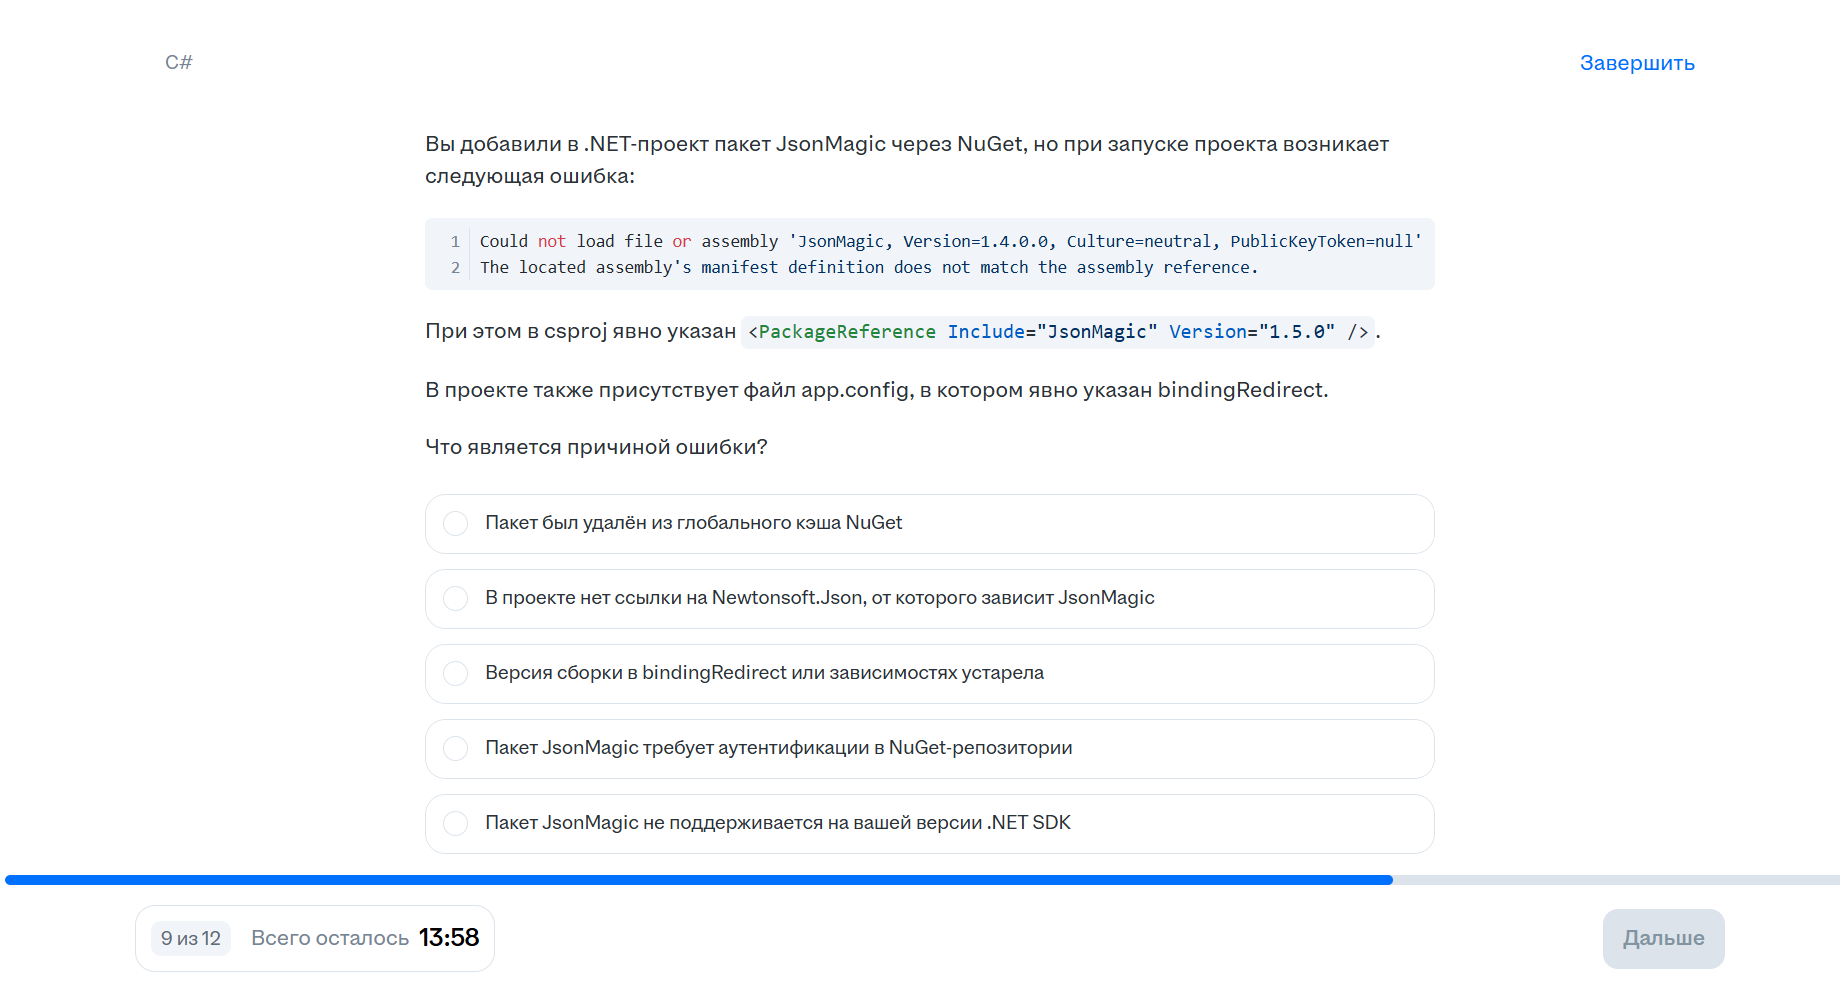 C#
Завершить
Вы добавили в .NET-проект пакет JsonMagic через NuGet, но при запуске проекта возникает
следующая ошибка:
1 Could not load file or assembly 'JsonMagic, Version=1.4.0.0, Culture=neutral, PublicKeyToken=null'
2 The located assembly's manifest definition does not match the assembly reference.
При этом в csproj явно указан <PackageReference Include="JsonMagic" Version="1.5.0" />.
В проекте также присутствует файл app.config, в котором явно указан bindingRedirect.
Что является причиной ошибки?
Пакет был удалён из глобального кэша NuGet
В проекте нет ссылки на Newtonsoft.Json, от которого зависит JsonMagic
Версия сборки в bindingRedirect или зависимостях устарела
Пакет JsonMagic требует аутентификации в NuGet-репозитории
Пакет JsonMagic не поддерживается на вашей версии .NET SDK
9 из 12 Всего осталось 13:58
Дальше